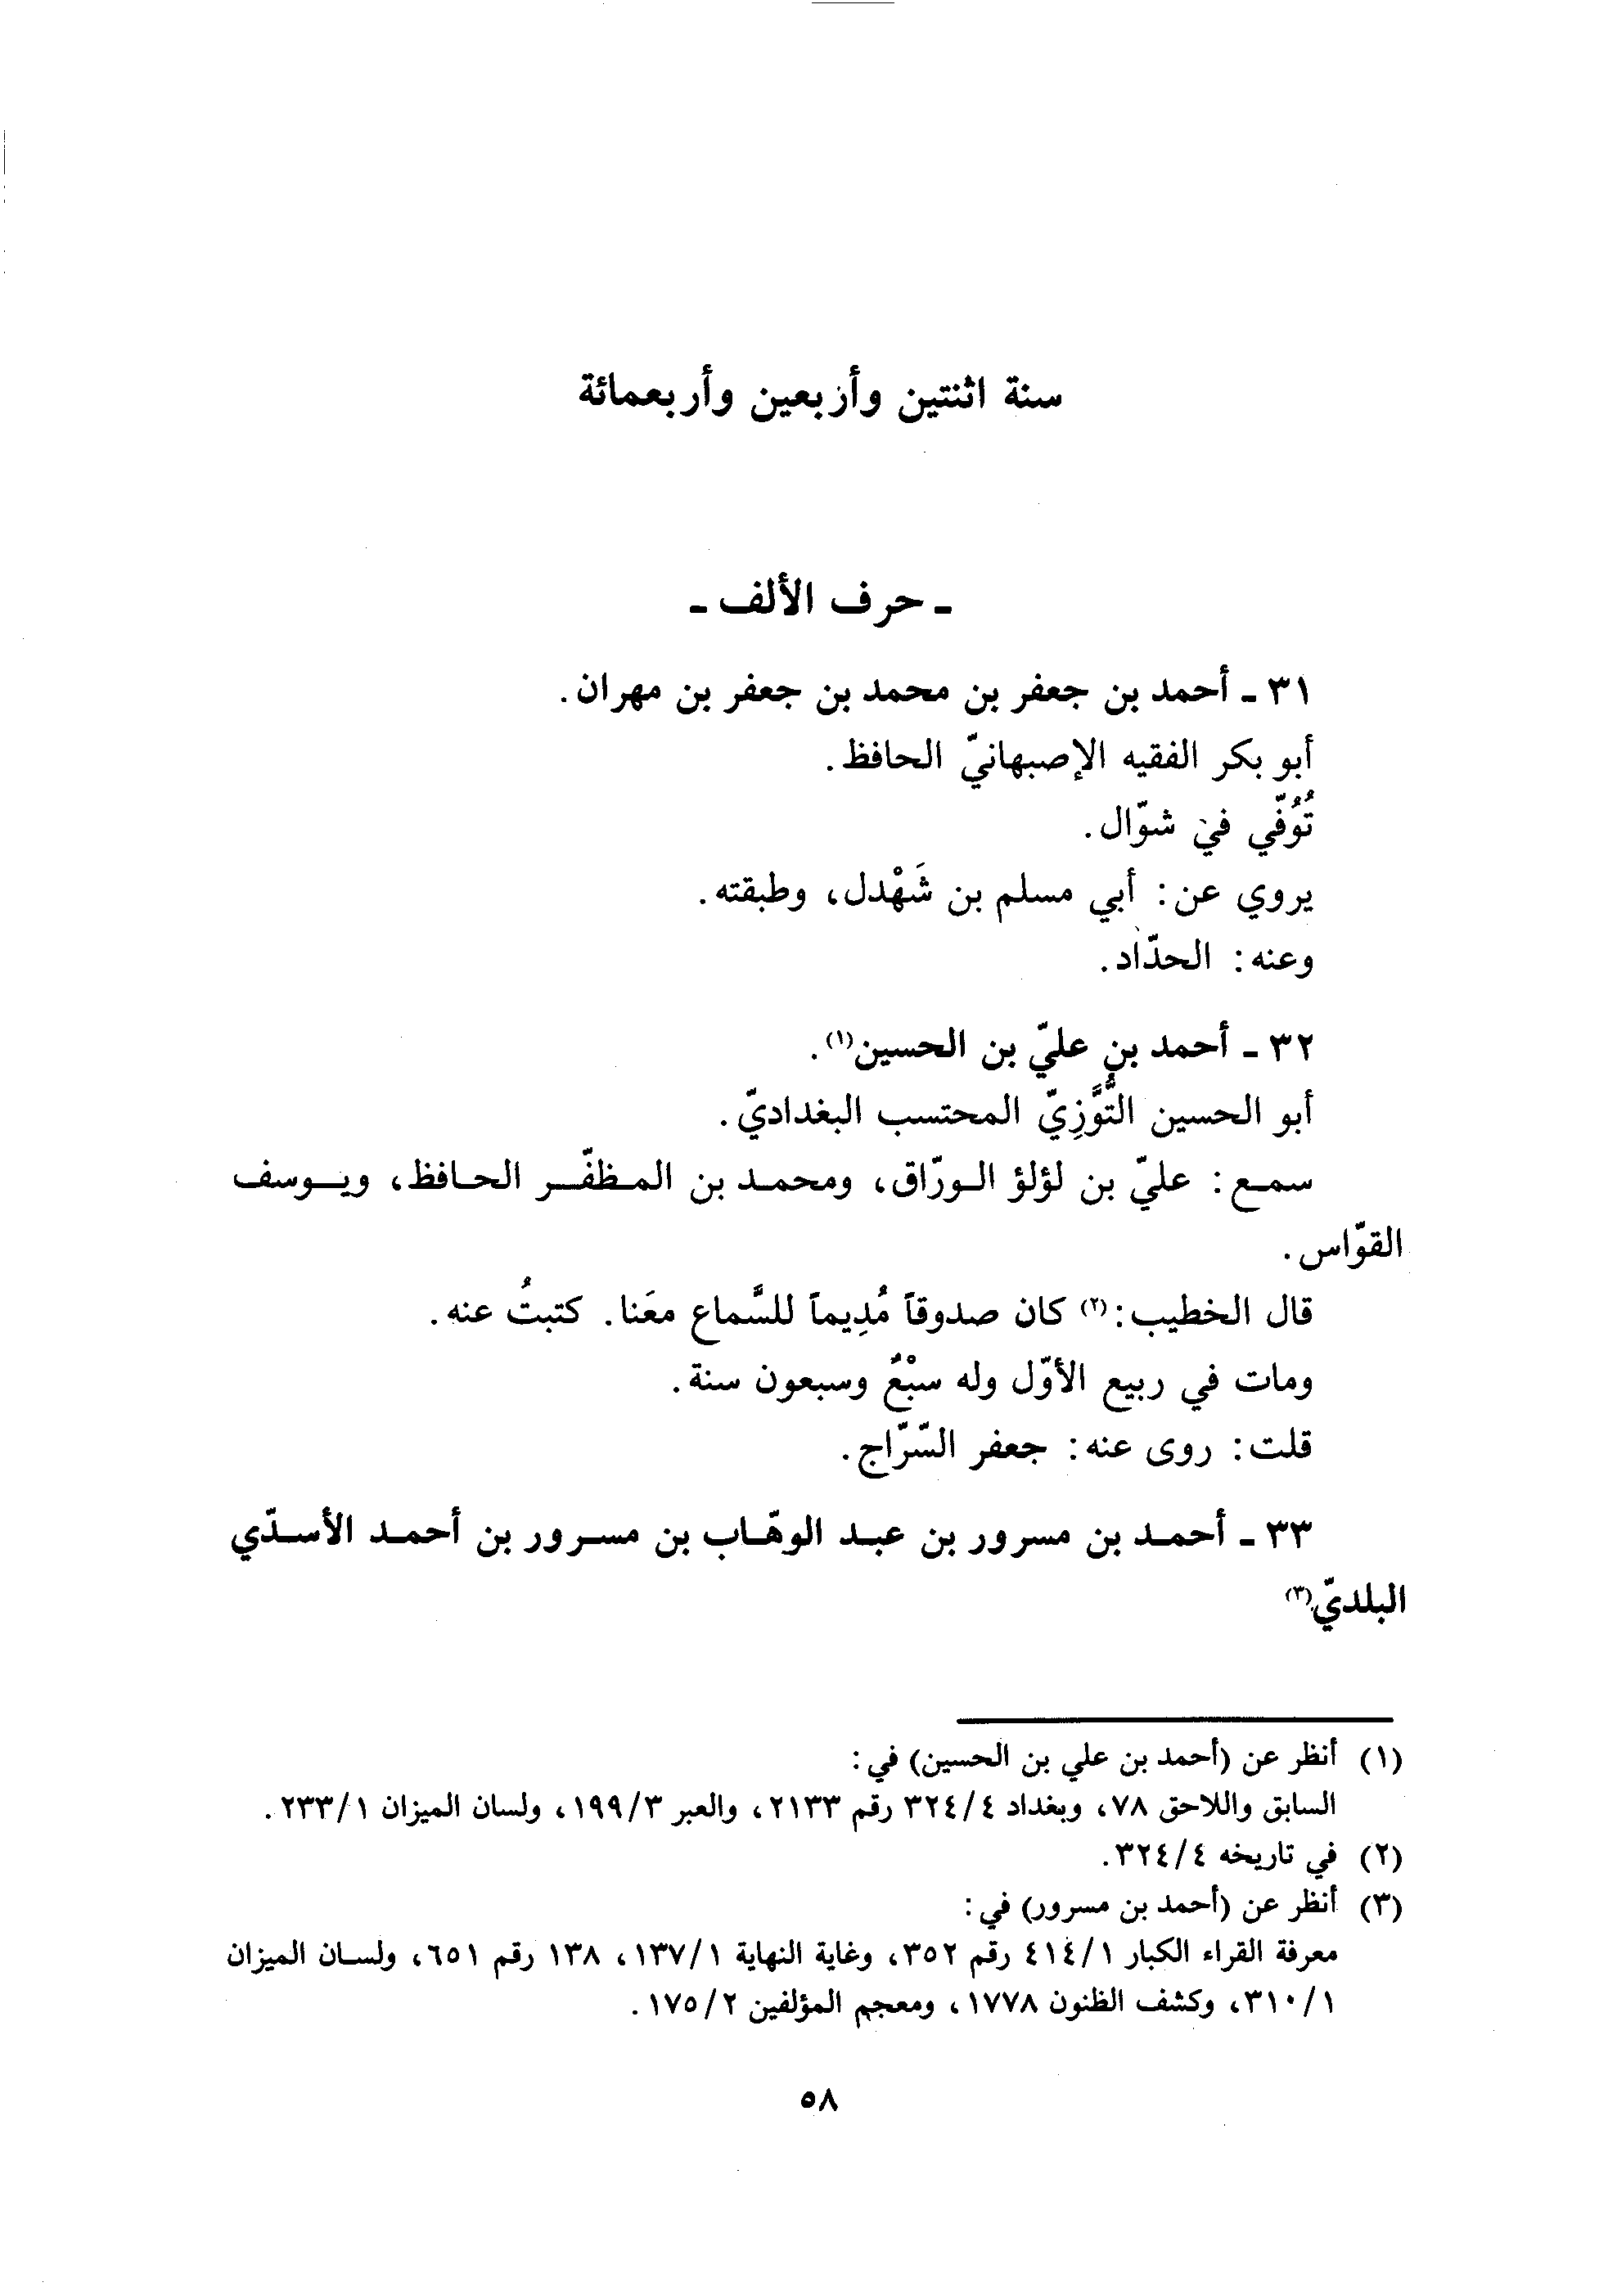 سنة اثنتين وأربعين وأربعمائة
ـ حرف الألف ـ
٣١ ـ أحمد بن جعفر بن محمد بن جعفر بن مهران.
أبو بكر الفقيه الإصبهانيّ الحافظ.
تُوُفّي في شوّال.
يروي عن: أبي مسلم بن شَهْدل، وطبقته.
وعنه: الحدّاد.
٣٢ ـ أحمد بن عليّ بن الحسين(١).
أبو الحسين التُّوَّزِيّ المحتسب البغداديّ.
سمع: عليّ بن لؤلؤ الورّاق، ومحمد بن المظفّر الحافظ، ويوسف
القوّاس.
قال الخطيب:(٢) كان صدوقاً مُدِيماً للسَّماع معَنا. كتبتُ عنه.
ومات في ربيع الأوّل وله سبْعٌ وسبعون سنة.
قلت: روى عنه: جعفر السّرّاج.
٣٣ ـ أحمد بن مسرور بن عبد الوهّاب بن مسرور بن أحمد الأسدّي
البلديّ(٣)
(١) أنظر عن (أحمد بن علي بن الحسين) في:
السابق واللاحق ٧٨، وبغداد ٣٢٤/٤ رقم ٢١٣٣، والعبر ١٩٩/٣، ولسان الميزان ٢٣٣/١.
(٢) في تاريخه ٣٢٤/٤.
(٣) أنظر عن (أحمد بن مسرور) في:
معرفة القراء الكبار ٤١٤/١ رقم ٣٥٢، وغاية النهاية ١٣٧/١، ١٣٨ رقم ٦٥١، ولسان الميزان
٣١٠/١، وكشف الظنون ١٧٧٨، ومعجم المؤلفين ١٧٥/٢.
٥٨